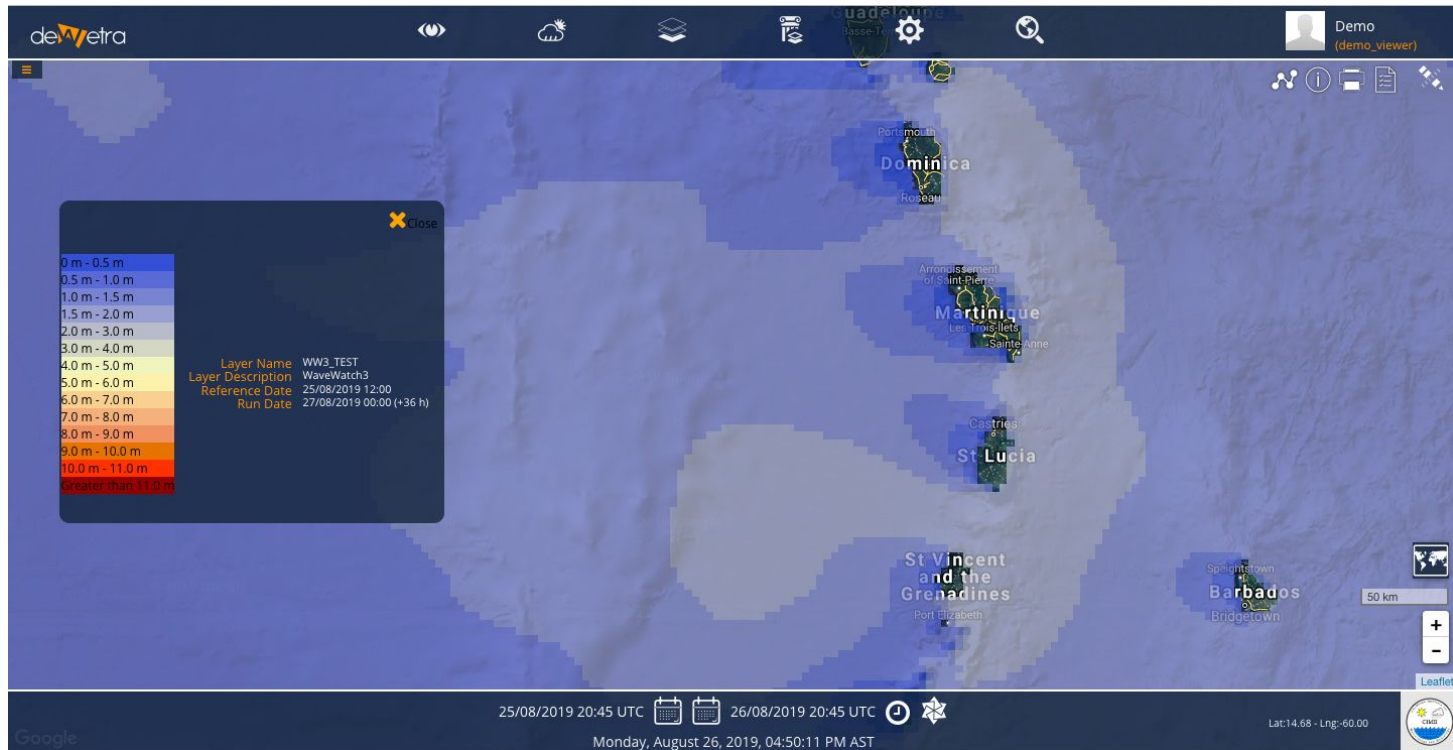 dewetra
Demo
(demo_viewer)
Guadeloupe
Portsmouth
Dominica
Roseau
Close
0 m - 0.5 m
0.5 m - 1.0 m
1.0 m - 1.5 m
1.5 m - 2.0 m
2.0 m - 3.0 m
3.0 m - 4.0 m
4.0 m - 5.0 m
5.0 m - 6.0 m
6.0 m - 7.0 m
7.0 m - 8.0 m
8.0 m - 9.0 m
9.0 m - 10.0 m
10.0 m - 11.0 m
Greater than 11.0 m
Layer Name WW3_TEST
Layer Description WaveWatch3
Reference Date 25/08/2019 12:00
Run Date 27/08/2019 00:00 (+36 h)
Arrondissement
of Saint-Pierre
Martinique
Les Trois-Ilets
Sainte-Anne
Castries
St Lucia
St Vincent
and the
Grenadines
Port Elizabeth
Speightstown
Barbados
Bridgetown
50 km
+
−
Leaflet
25/08/2019 20:45 UTC 26/08/2019 20:45 UTC
Monday, August 26, 2019, 04:50:11 PM AST
Lat:14.68 - Lng:-60.00
CIMH
Google